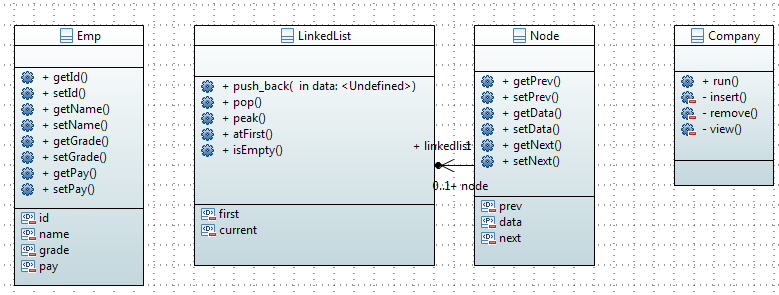 Emp
+ getId()
+ setId()
+ getName()
+ setName()
+ getGrade()
+ setGrade()
+ getPay()
+ setPay()
id
name
grade
pay
LinkedList
+ push_back( in data: <Undefined>)
+ pop()
+ peak()
+ atFirst()
+ isEmpty()
first
current
+ linkedlist
1
0..1
+ node
Node
+ getPrev()
+ setPrev()
+ getData()
+ setData()
+ getNext()
+ setNext()
prev
data
next
Company
+ run()
- insert()
- remove()
- view()